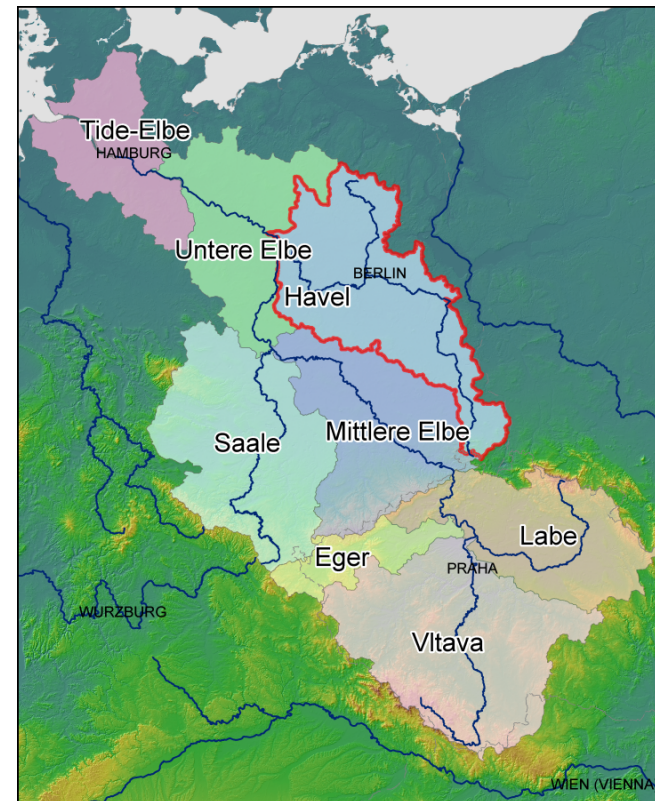 Tide-Elbe
HAMBURG
Untere Elbe
BERLIN
Havel
Mittlere Elbe
Saale
Labe
Eger
PRAHA
WURZBURG
Vltava
WIEN (VIENNA